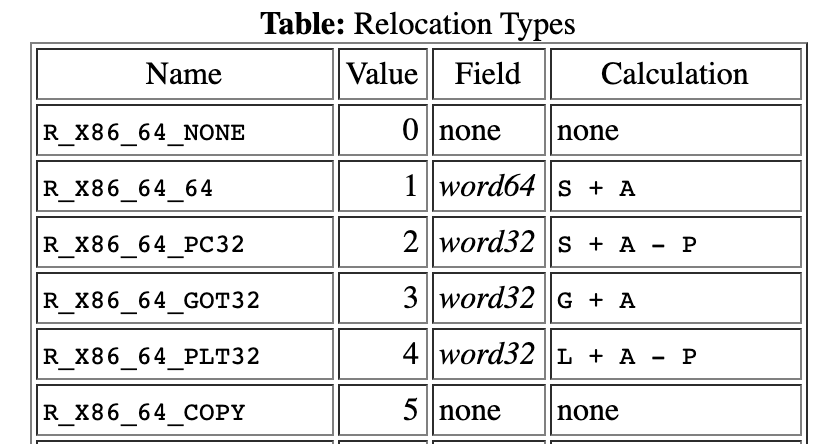 Table: Relocation Types
Name Value Field Calculation
R_X86_64_NONE 0 none none
R_X86_64_64 1 word64 S + A
R_X86_64_PC32 2 word32 S + A - P
R_X86_64_GOT32 3 word32 G + A
R_X86_64_PLT32 4 word32 L + A - P
R_X86_64_COPY 5 none none